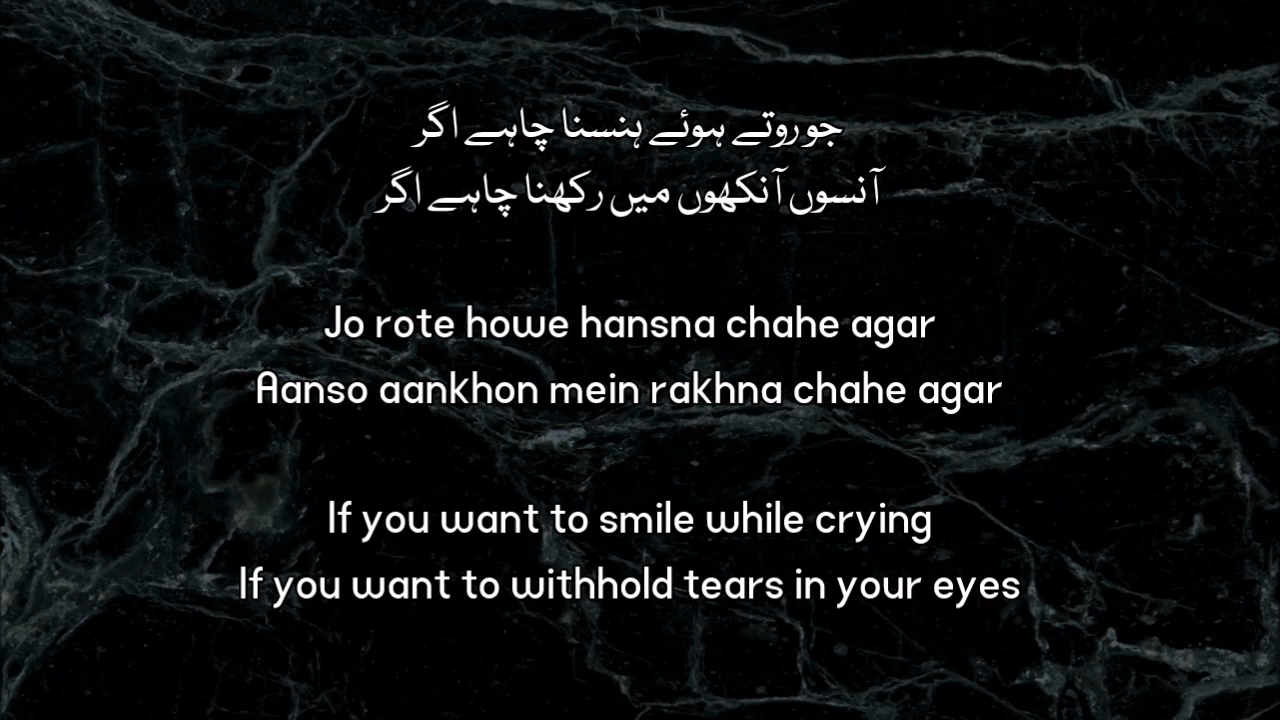 جو روتے ہوئے ہنسنا چاہے اگر
آنسوں آنکھوں میں رکھنا چاہے اگر
Jo rote howe hansna chahe agar
Aanso aankhon mein rakhna chahe agar
If you want to smile while crying
If you want to withhold tears in your eyes